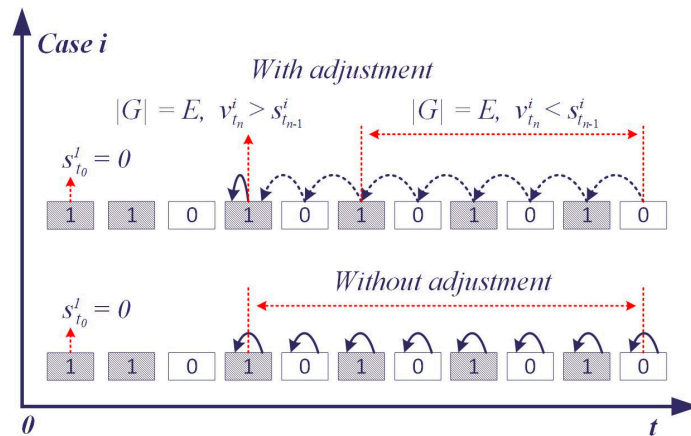 Case i
With adjustment
|G| = E, v^i_{t_n} > s^i_{t_{n-1}} |G| = E, v^i_{t_n} < s^i_{t_{n-1}}
s^1_{t_0} = 0
1 1 0 1 0 1 0 1 0 1 0
Without adjustment
s^1_{t_0} = 0
1 1 0 1 0 1 0 1 0 1 0
0 t